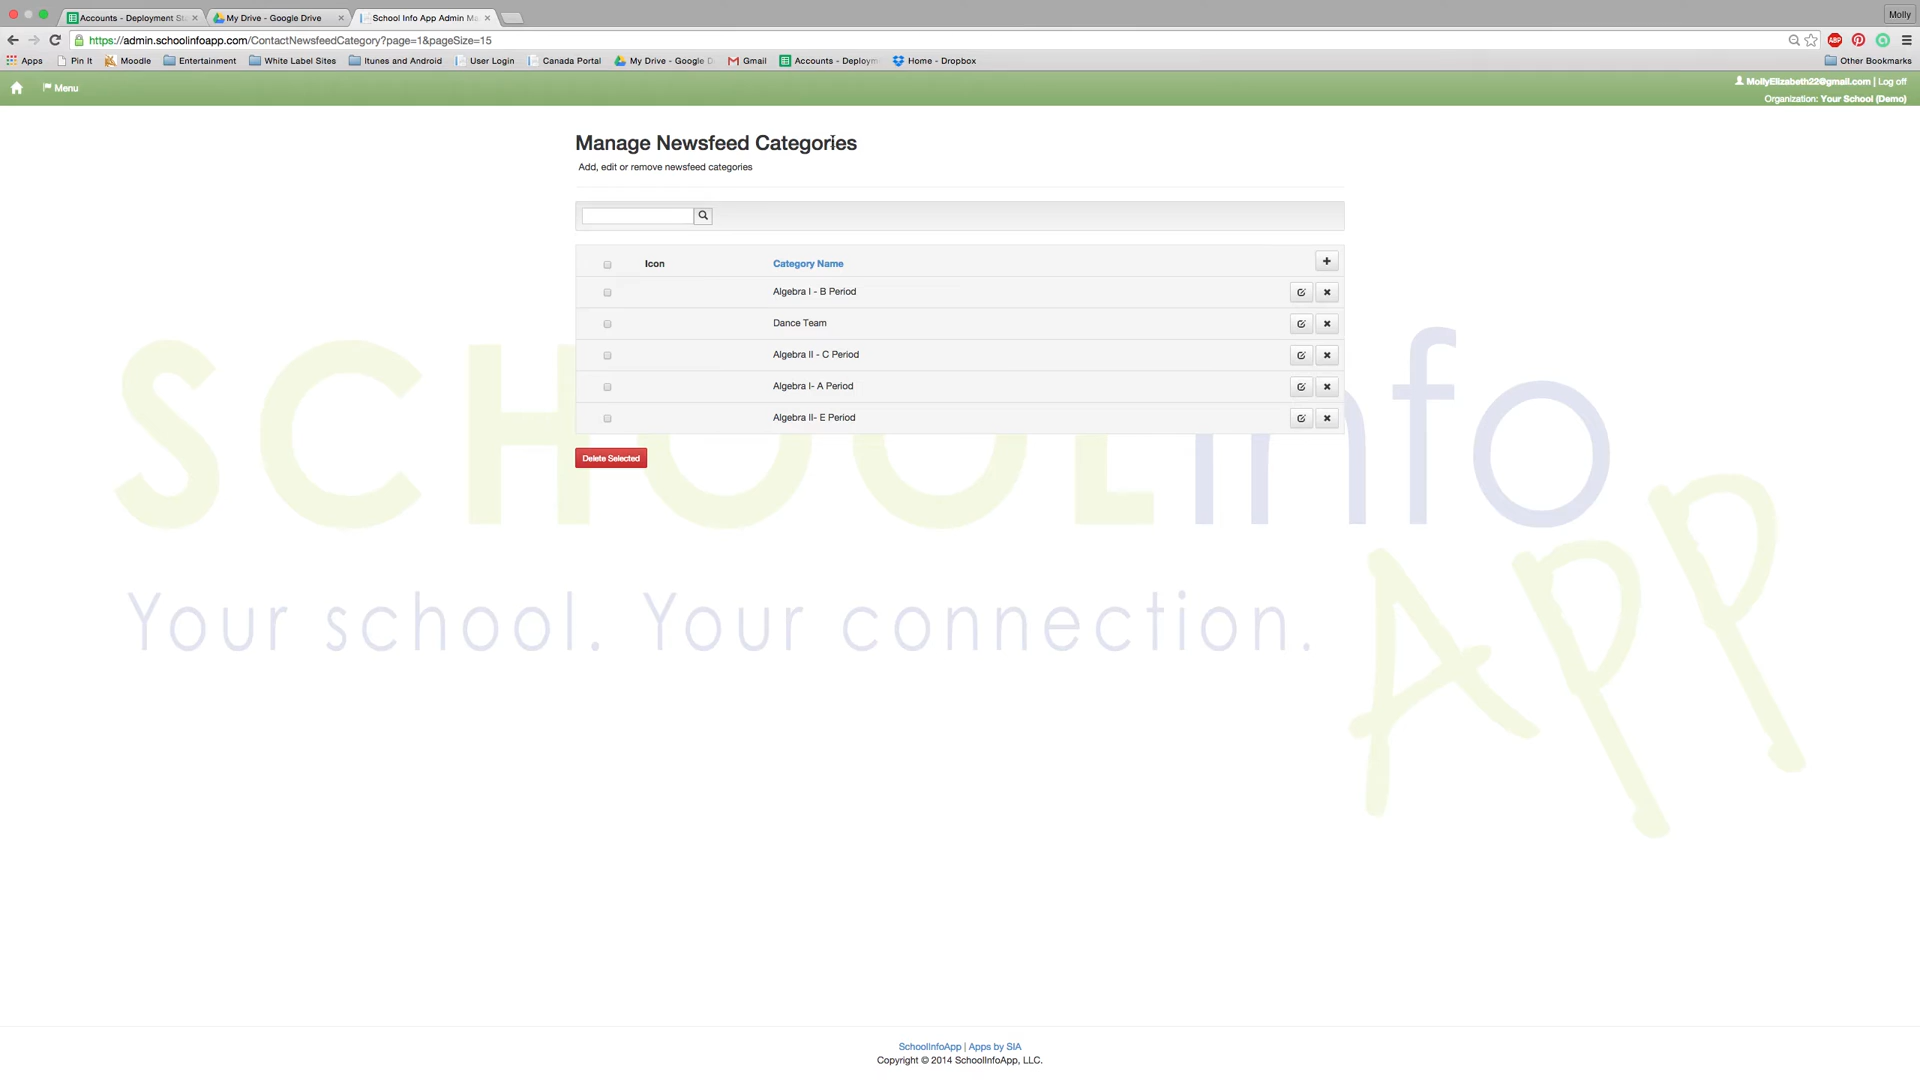 Accounts - Deployment St
My Drive - Google Drive
School Info App Admin Ma
Molly
https://admin.schoolinfoapp.com/ContactNewsfeedCategory?page=1&pageSize=15
ABP
Apps
Pin It
Moodle
Entertainment
White Label Sites
Itunes and Android
User Login
Canada Portal
My Drive - Google D
Gmail
Accounts - Deploym
Home - Dropbox
Other Bookmarks
Menu
MollyElizabeth22@gmail.com | Log off
Organization: Your School (Demo)
Manage Newsfeed Categories
Add, edit or remove newsfeed categories
Icon
Category Name
Algebra I - B Period
Dance Team
Algebra II - C Period
Algebra I- A Period
Algebra II- E Period
Delete Selected
SCHOOLinfo
APP
Your school. Your connection.
SchoolInfoApp | Apps by SIA
Copyright © 2014 SchoolInfoApp, LLC.